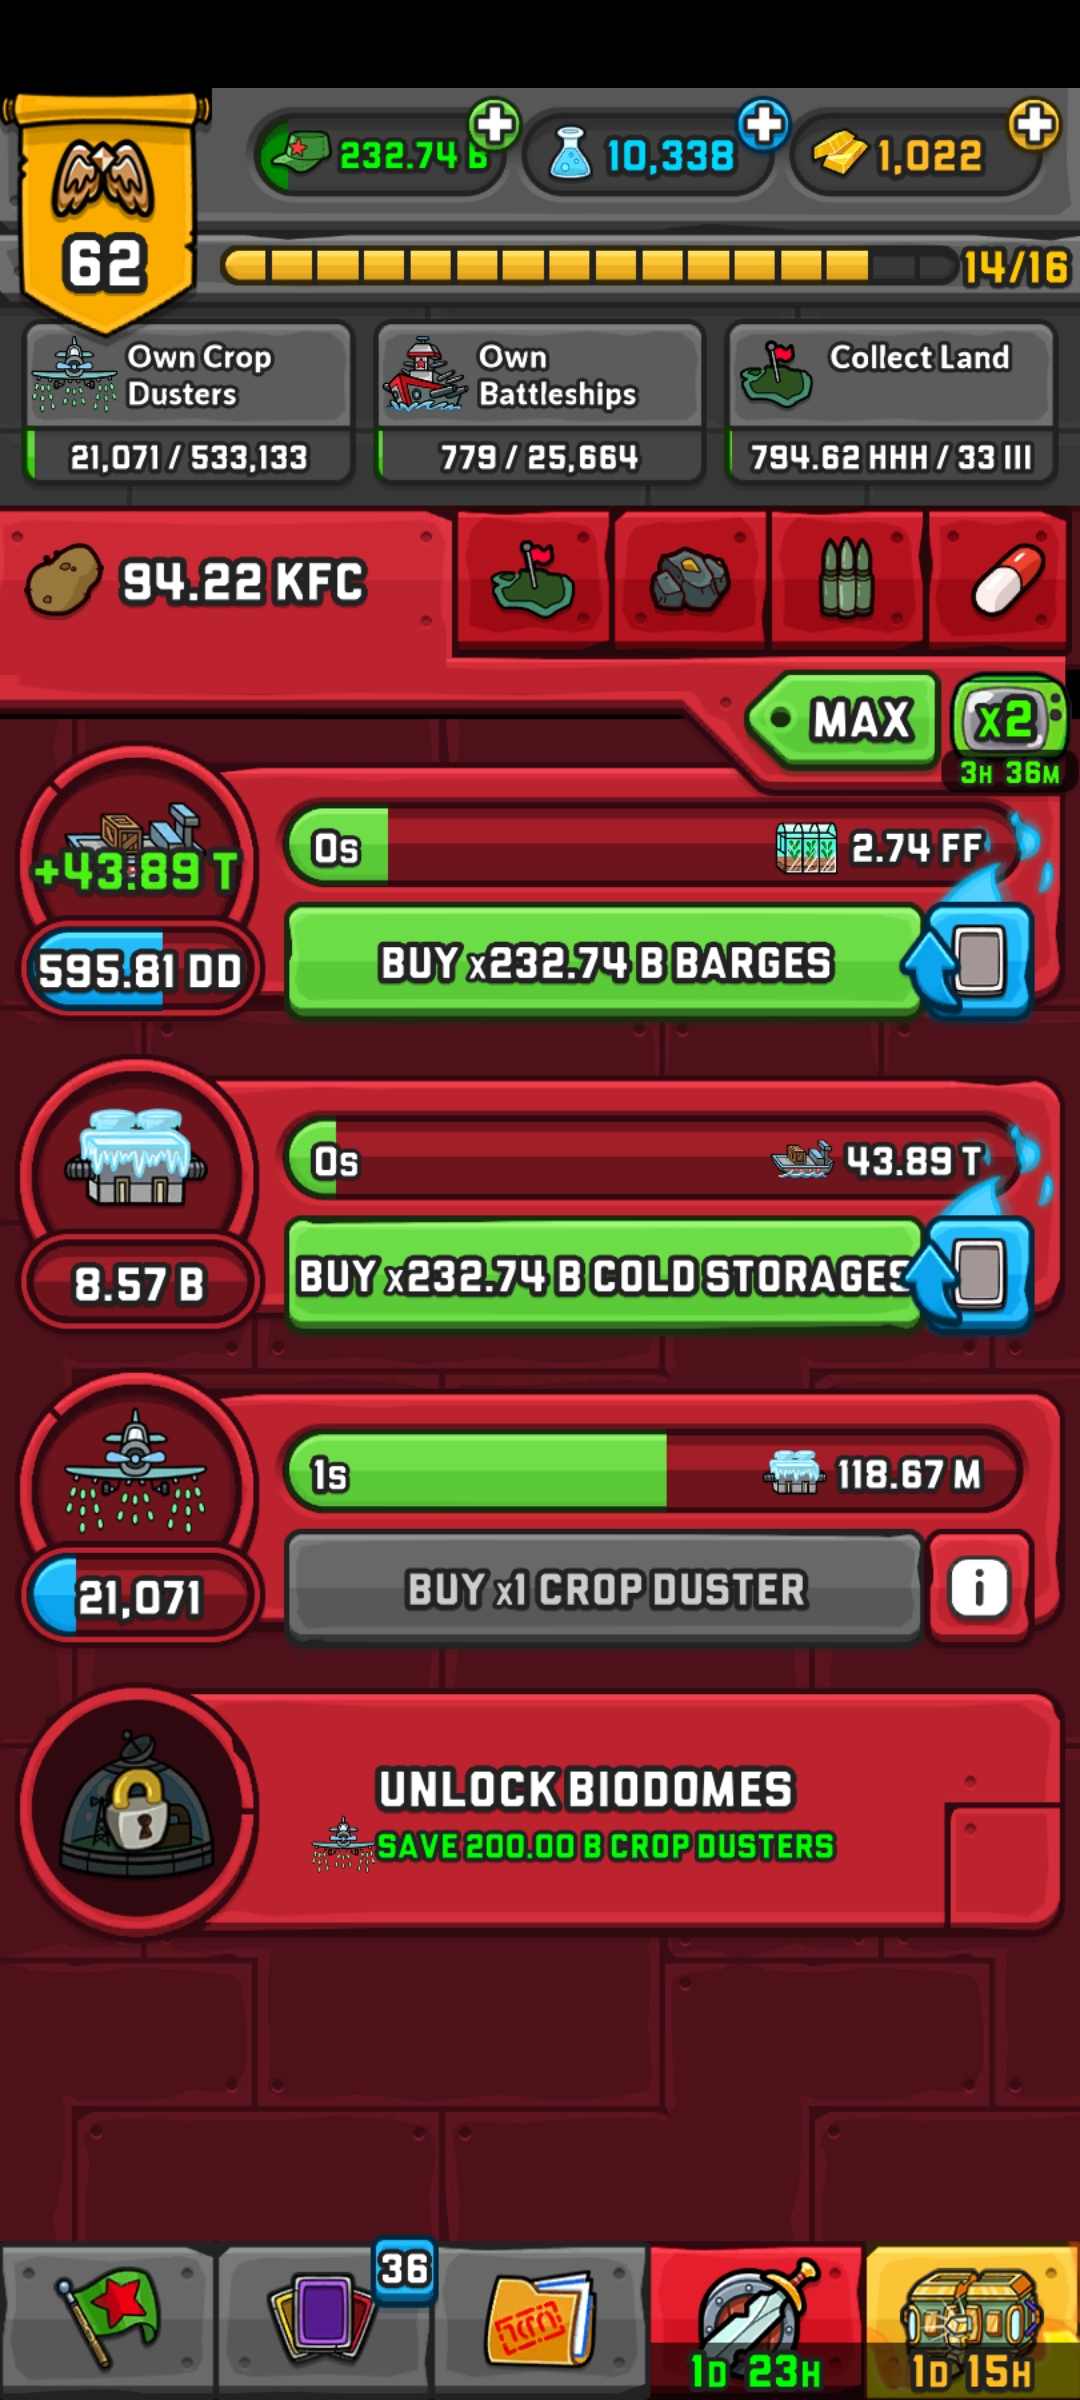 62
232.74 B
10,338
1,022
14/16
Own Crop Dusters
21,071 / 533,133
Own Battleships
779 / 25,664
Collect Land
794.62 HHH / 33 III
94.22 KFC
MAX
x2
3H 36M
+43.89 T
595.81 DD
0s
2.74 FF
BUY x232.74 B BARGES
8.57 B
0s
43.89 T
BUY x232.74 B COLD STORAGES
21,071
1s
118.67 M
BUY x1 CROP DUSTER
i
UNLOCK BIODOMES
SAVE 200.00 B CROP DUSTERS
36
1D 23H
1D 15H